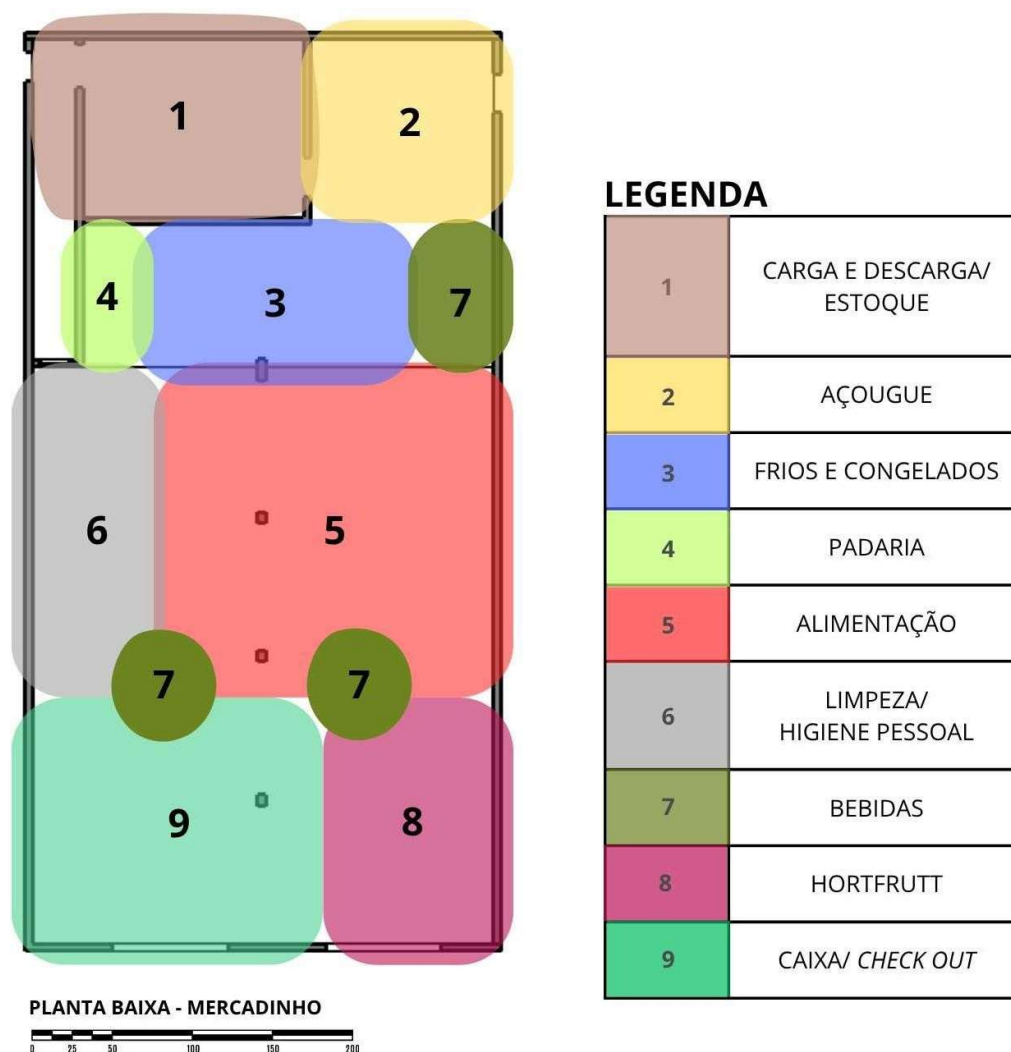 1
2
4
3
7
6
5
7
7
9
8
PLANTA BAIXA - MERCADINHO
0 25 50 100 150 200
LEGENDA
1 CARGA E DESCARGA/
ESTOQUE
2 AÇOUGUE
3 FRIOS E CONGELADOS
4 PADARIA
5 ALIMENTAÇÃO
6 LIMPEZA/
HIGIENE PESSOAL
7 BEBIDAS
8 HORTFRUTT
9 CAIXA/ CHECK OUT